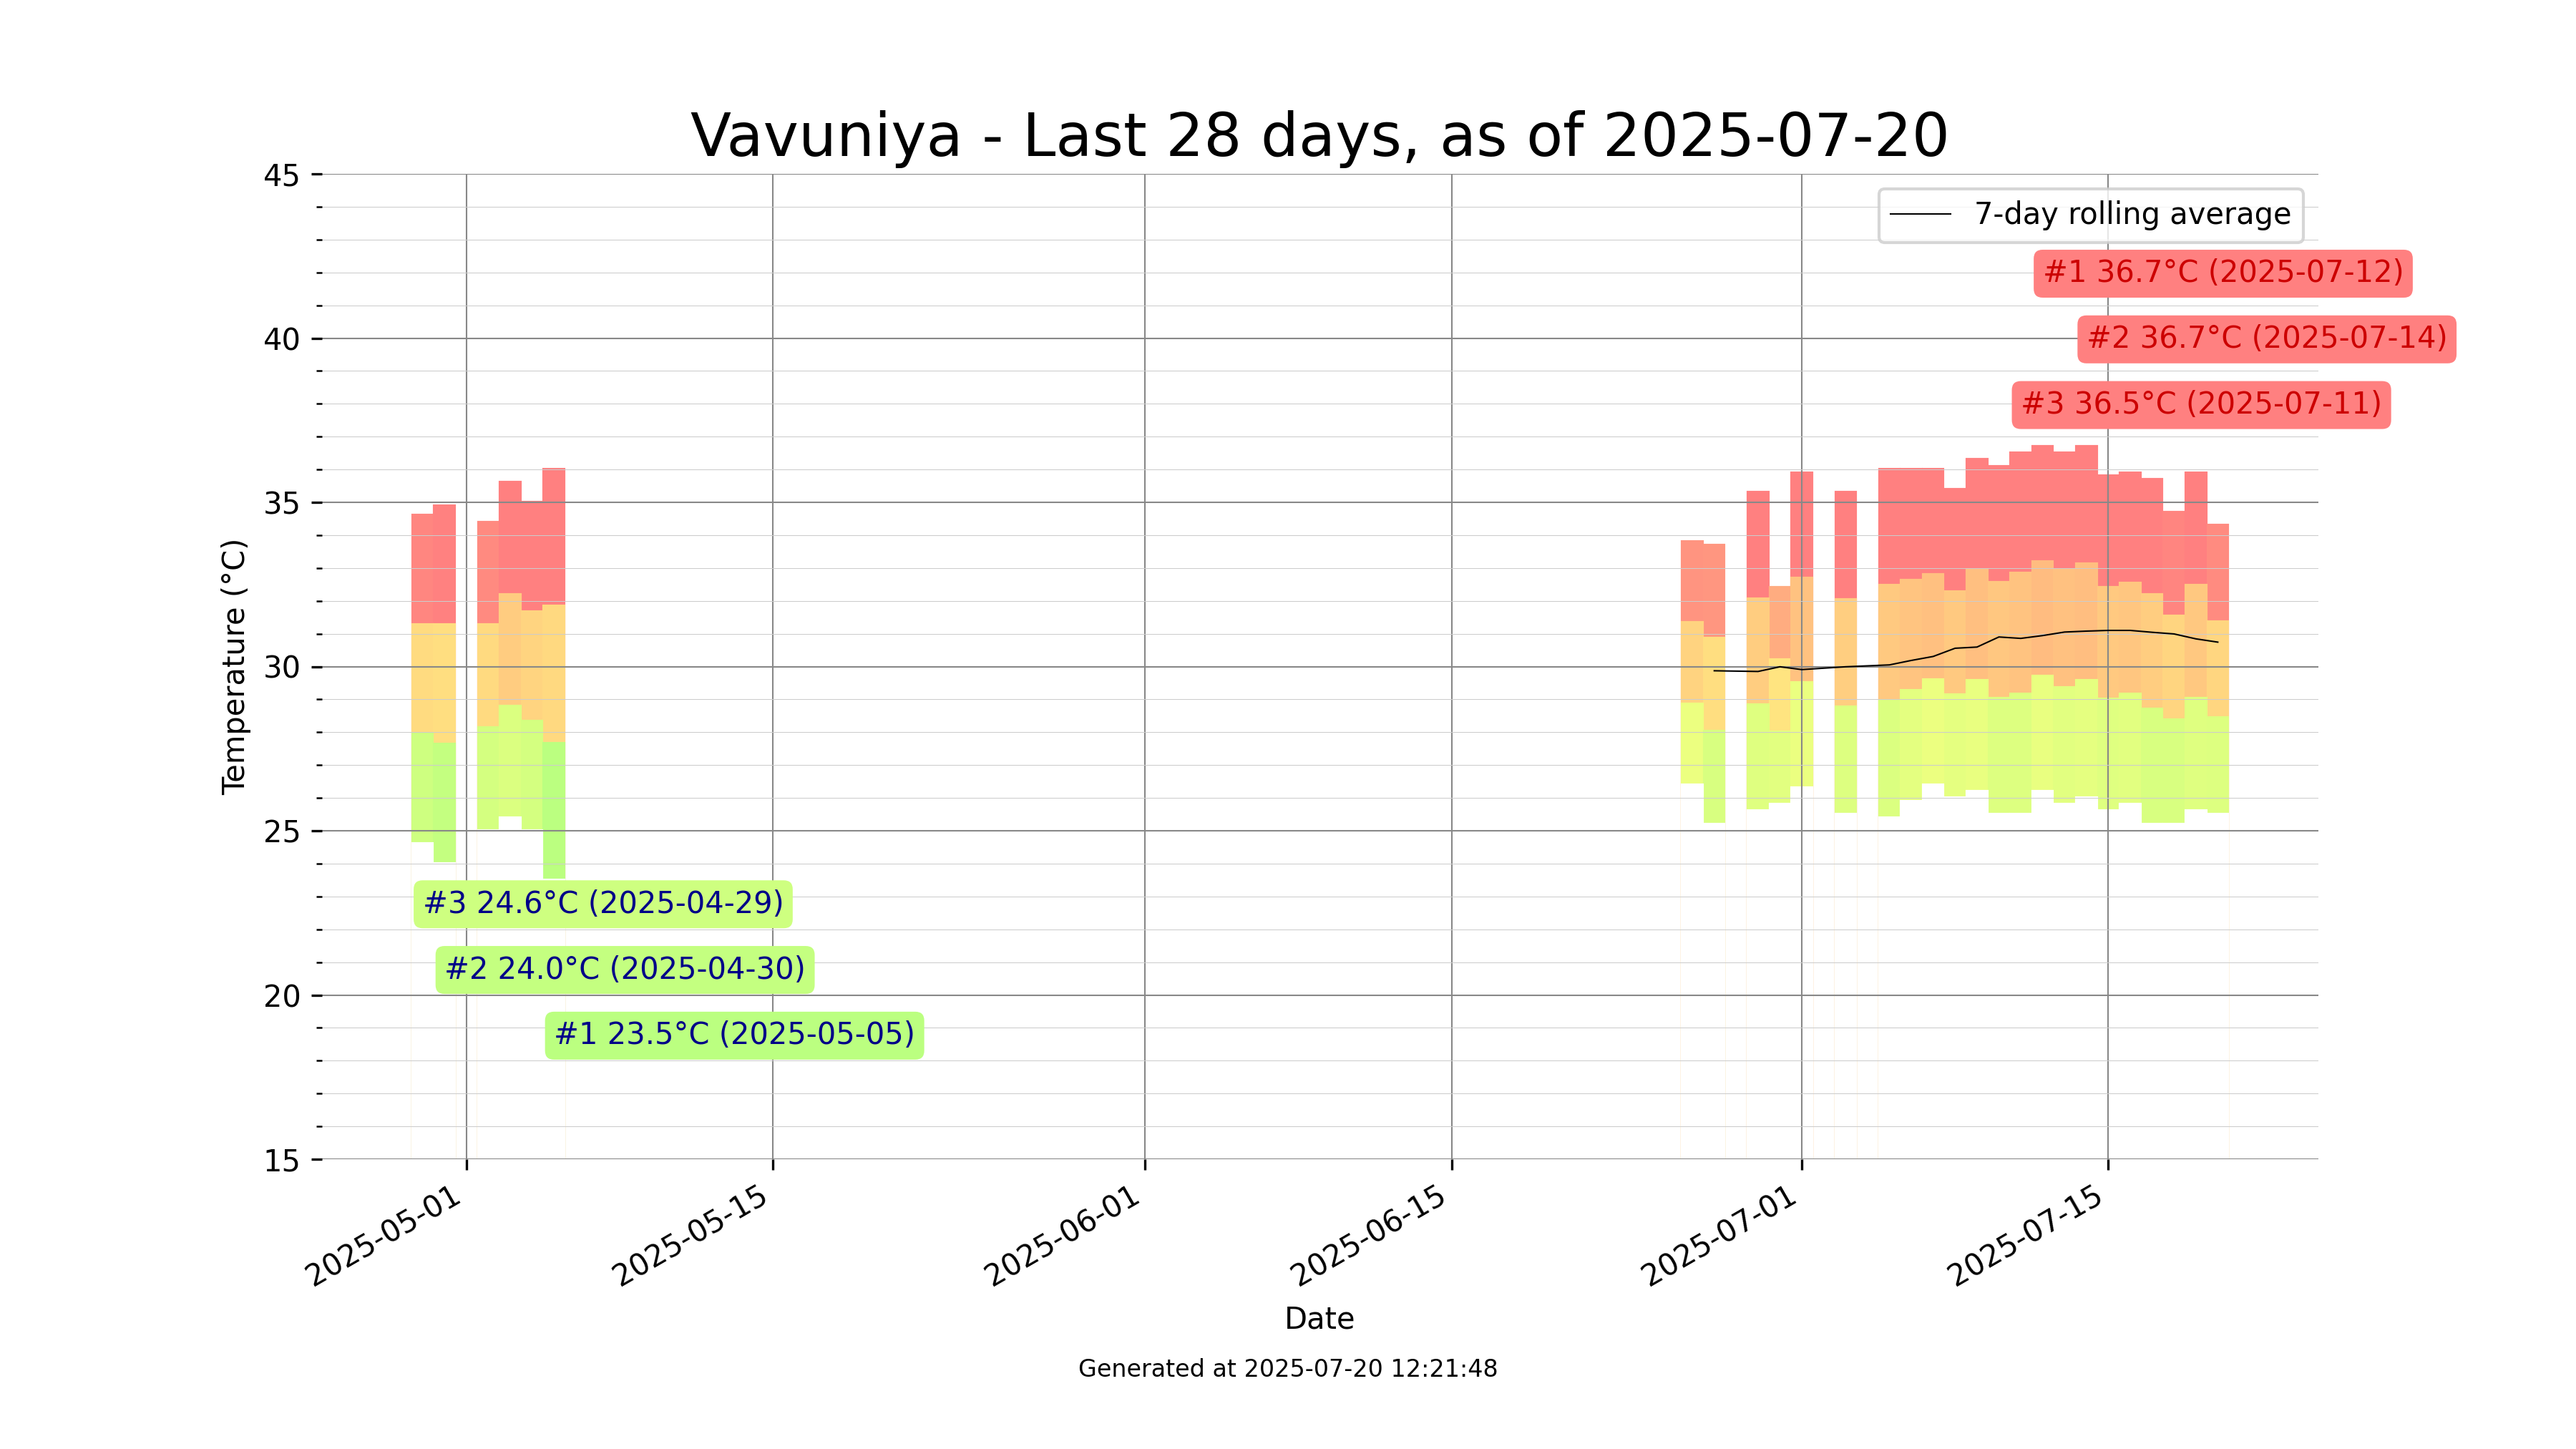 Vavuniya - Last 28 days, as of 2025-07-20
45
7-day rolling average
#1 36.7°C (2025-07-12)
40
#2 36.7°C (2025-07-14)
#3 36.5°C (2025-07-11)
35
Temperature (°C)
30
25
#3 24.6°C (2025-04-29)
#2 24.0°C (2025-04-30)
20
#1 23.5°C (2025-05-05)
15
2025-05-01
2025-05-15
2025-06-01
2025-06-15
2025-07-01
2025-07-15
Date
Generated at 2025-07-20 12:21:48